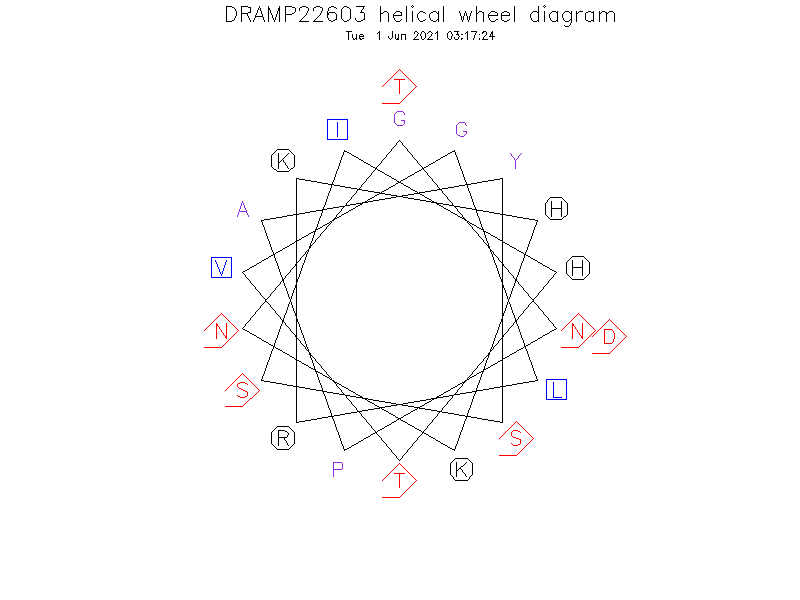 DRAMP22603 helical wheel diagram
Tue 1 Jun 2021 03:17:24
T
I G G
K Y
A H
V H
N N D
S L
R S
P T K